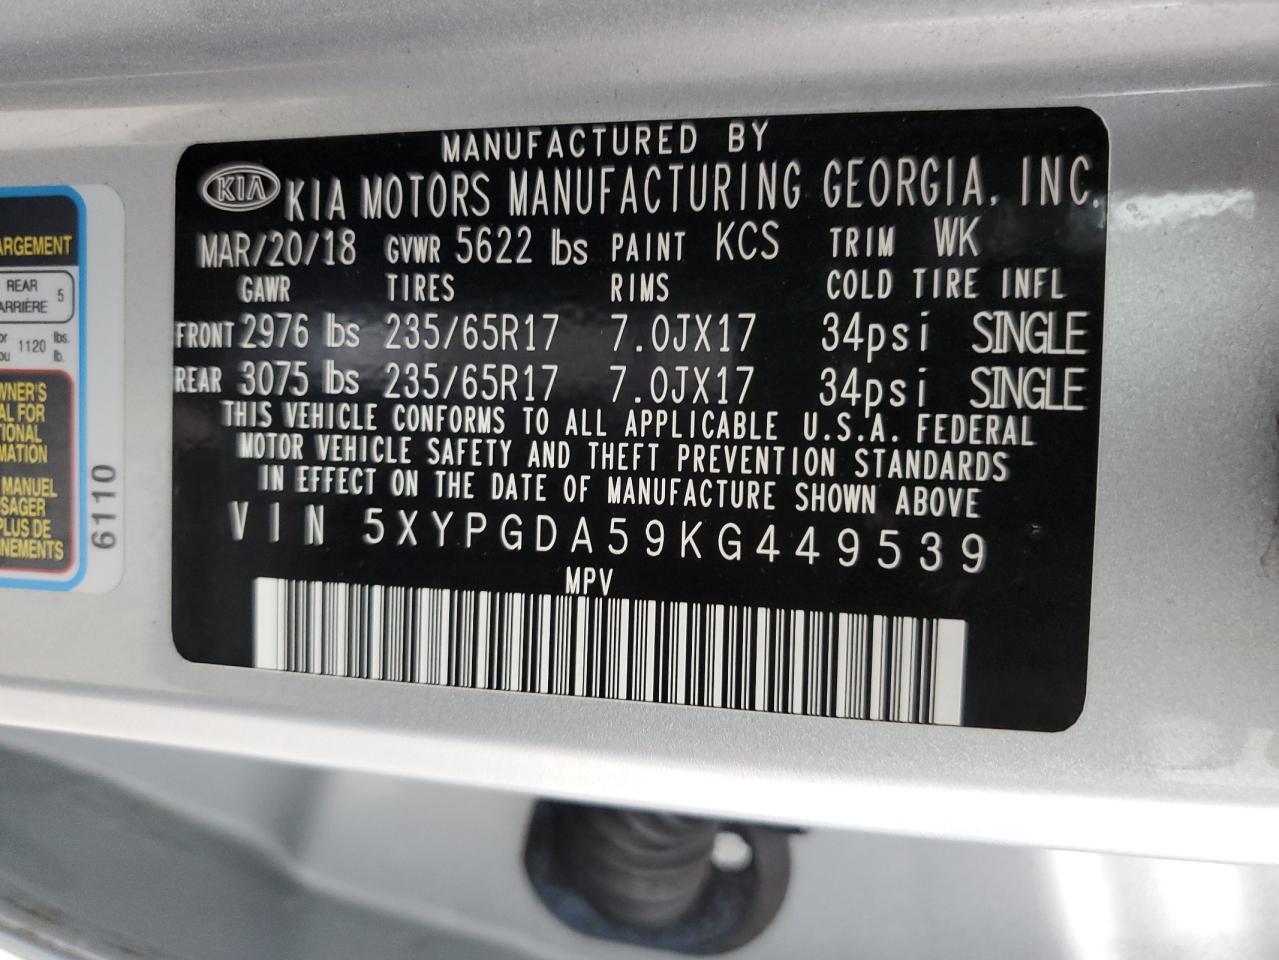 MANUFACTURED BY
KIA KIA MOTORS MANUFACTURING GEORGIA, INC.
MAR/20/18 GVWR 5622 lbs PAINT KCS TRIM WK
GAWR TIRES RIMS COLD TIRE INFL
FRONT 2976 lbs 235/65R17 7.0JX17 34psi SINGLE
REAR 3075 lbs 235/65R17 7.0JX17 34psi SINGLE
THIS VEHICLE CONFORMS TO ALL APPLICABLE U.S.A. FEDERAL
MOTOR VEHICLE SAFETY AND THEFT PREVENTION STANDARDS
IN EFFECT ON THE DATE OF MANUFACTURE SHOWN ABOVE
VIN 5XYPGDA59KG449539
MPV
ARGEMENT
REAR
ARRIÈRE 5
or lbs.
ou 1120 lb.
WNER'S
AL FOR
TIONAL
MATION
MANUEL
SAGER
PLUS DE
NEMENTS
6110